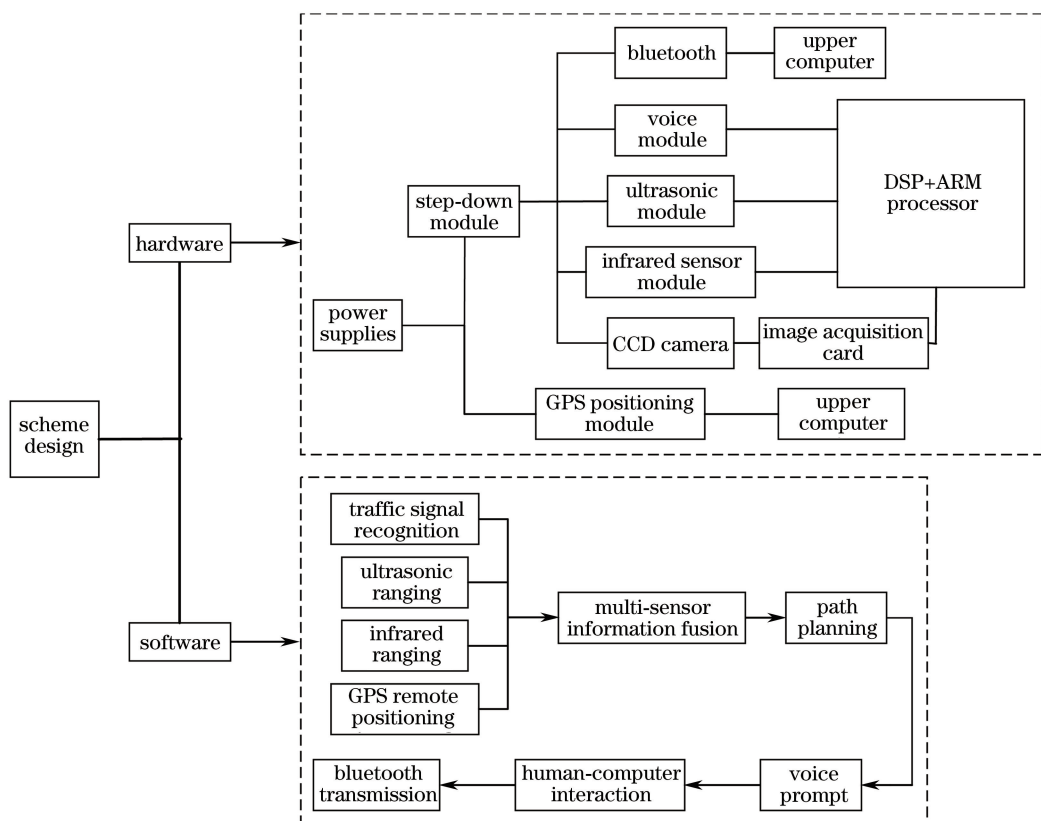 bluetooth
upper
computer
voice
module
DSP+ARM
processor
step-down
module
ultrasonic
module
hardware
infrared sensor
module
power
supplies
CCD camera
image acquisition
card
GPS positioning
module
upper
computer
scheme
design
traffic signal
recognition
ultrasonic
ranging
multi-sensor
information fusion
path
planning
software
infrared
ranging
GPS remote
positioning
bluetooth
transmission
human-computer
interaction
voice
prompt